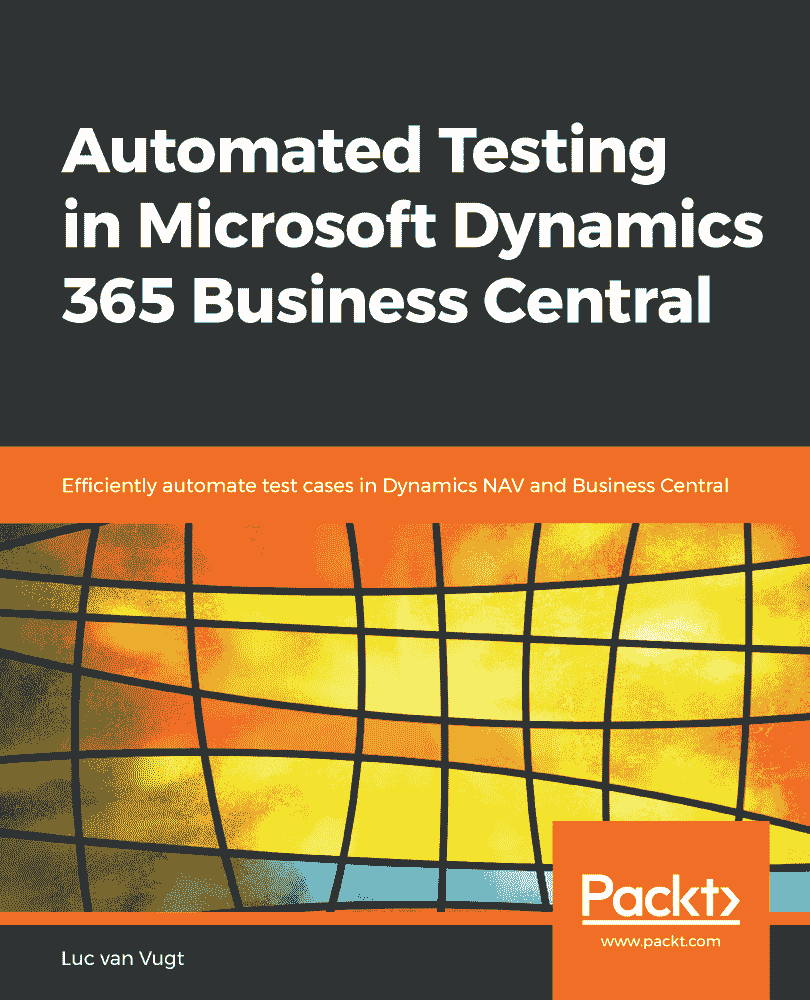 Automated Testing
in Microsoft Dynamics
365 Business Central
Efficiently automate test cases in Dynamics NAV and Business Central
Packt>
www.packt.com
Luc van Vugt